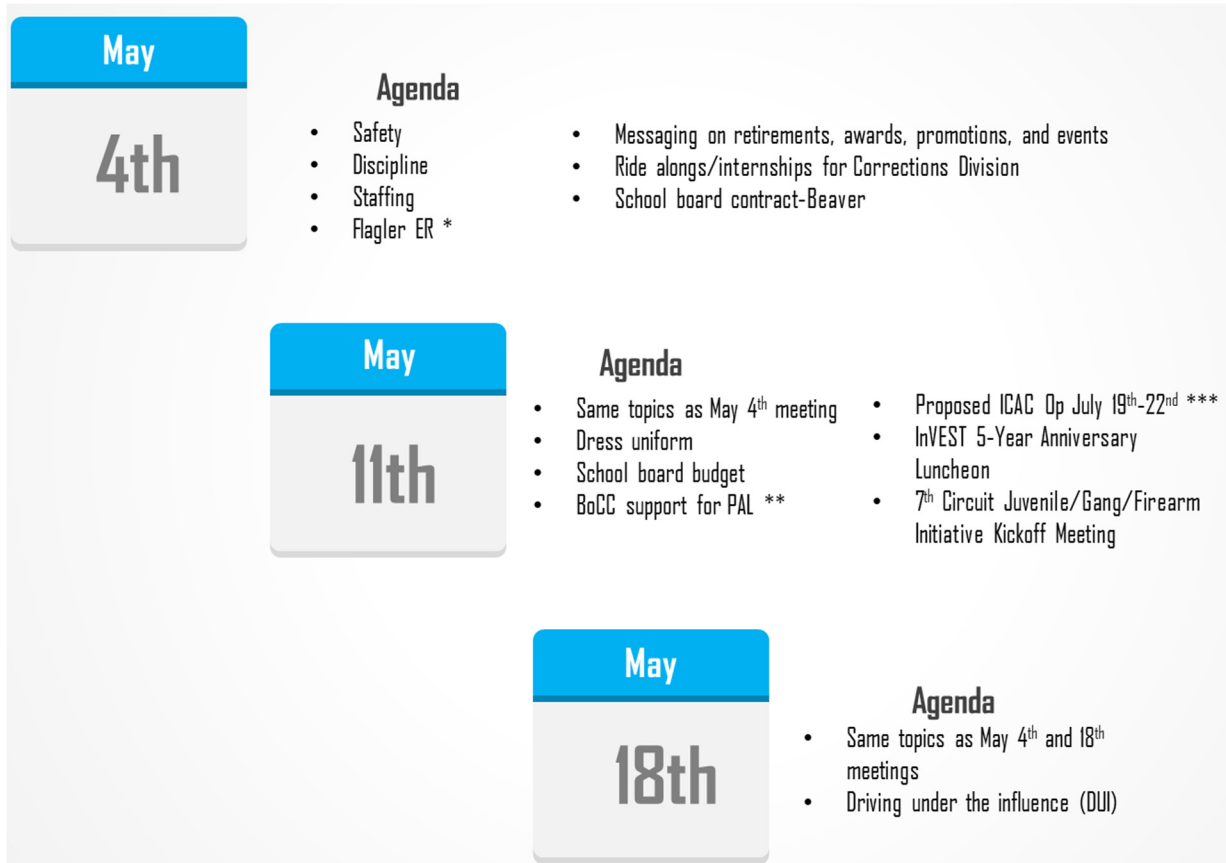 May
4th
Agenda
• Safety
• Discipline
• Staffing
• Flagler ER *
• Messaging on retirements, awards, promotions, and events
• Ride alongs/internships for Corrections Division
• School board contract-Beaver
May
11th
Agenda
• Same topics as May 4th meeting
• Dress uniform
• School board budget
• BoCC support for PAL **
• Proposed ICAC Op July 19th-22nd ***
• InVEST 5-Year Anniversary
Luncheon
• 7th Circuit Juvenile/Gang/Firearm
Initiative Kickoff Meeting
May
18th
Agenda
• Same topics as May 4th and 18th
meetings
• Driving under the influence (DUI)